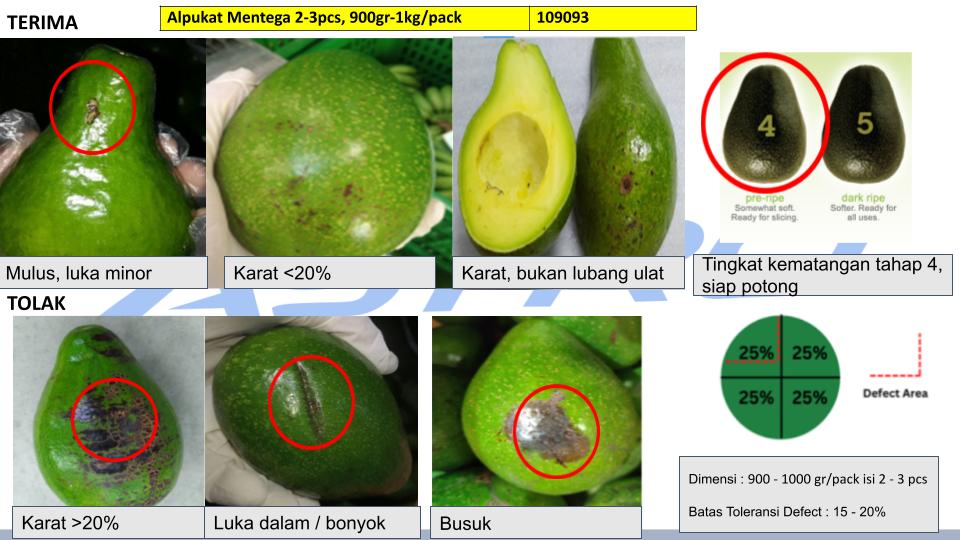 TERIMA
Alpukat Mentega 2-3pcs, 900gr-1kg/pack 109093
4 5
pre-ripe
Somewhat soft.
Ready for slicing.
dark ripe
Softer. Ready for
all uses.
Mulus, luka minor
Karat <20%
Karat, bukan lubang ulat
Tingkat kematangan tahap 4,
siap potong
TOLAK
25% 25%
25% 25%
Defect Area
Karat >20%
Luka dalam / bonyok
Busuk
Dimensi : 900 - 1000 gr/pack isi 2 - 3 pcs
Batas Toleransi Defect : 15 - 20%